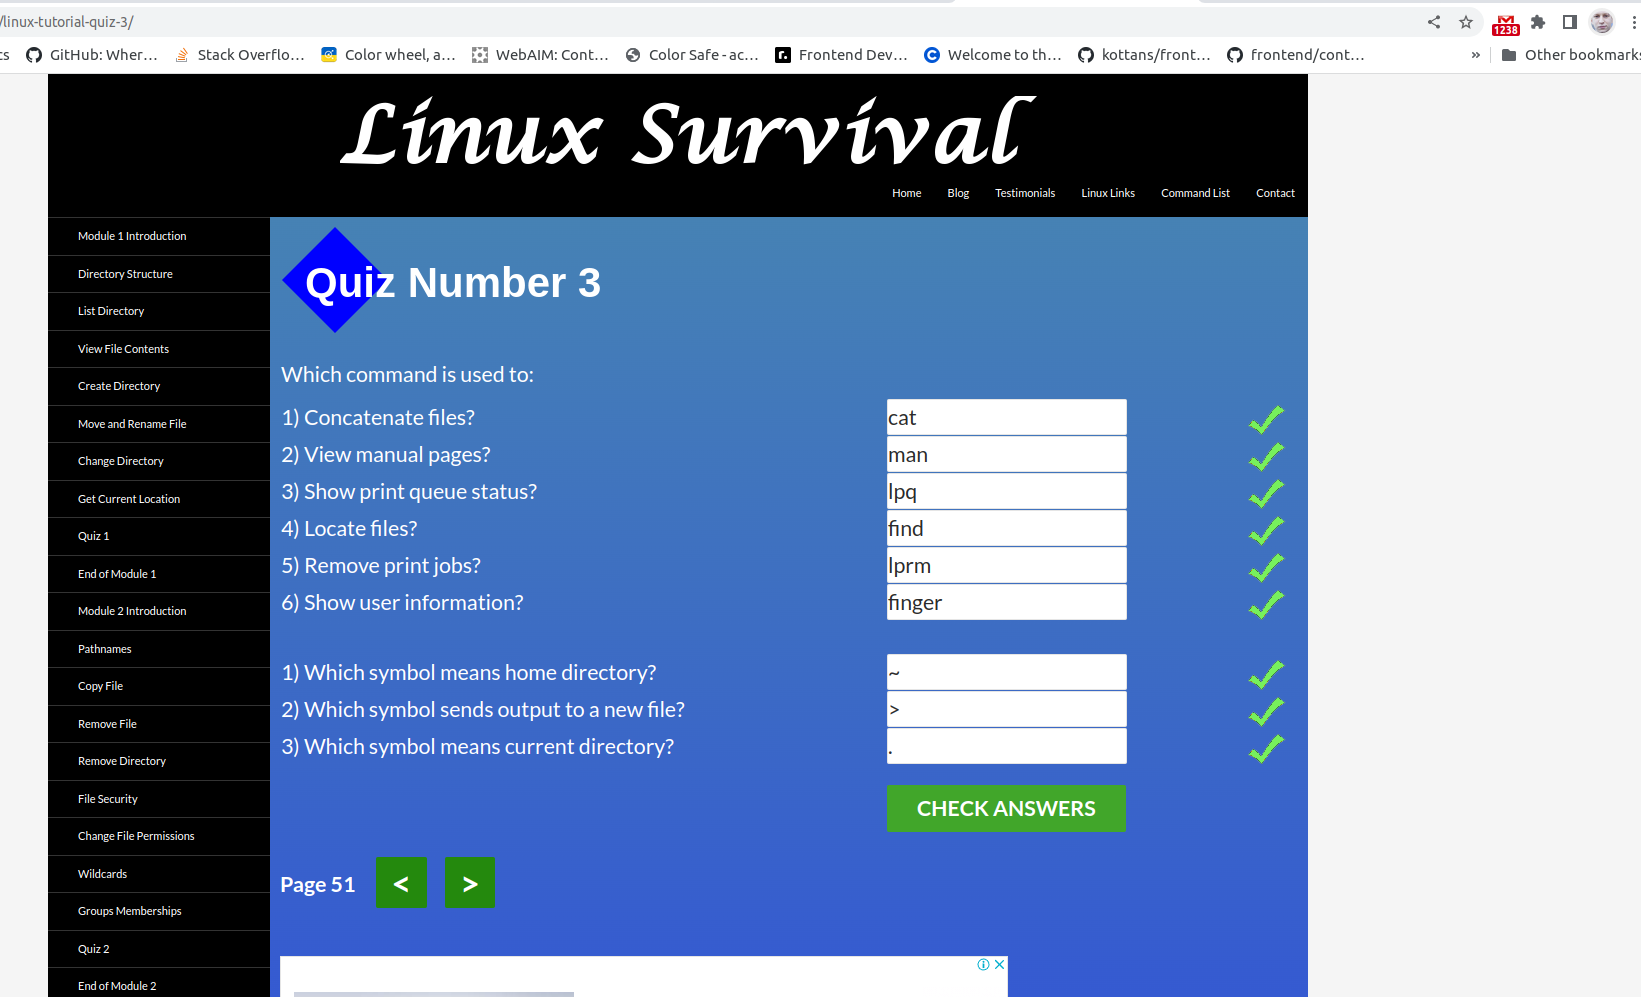 /linux-tutorial-quiz-3/
1238
GitHub: Wher…
Stack Overflo…
Color wheel, a…
WebAIM: Cont…
Color Safe - ac…
Frontend Dev…
Welcome to th…
kottans/front…
frontend/cont…
»
Other bookmarks
Linux Survival
Home
Blog
Testimonials
Linux Links
Command List
Contact
Module 1 Introduction
Directory Structure
List Directory
View File Contents
Create Directory
Move and Rename File
Change Directory
Get Current Location
Quiz 1
End of Module 1
Module 2 Introduction
Pathnames
Copy File
Remove File
Remove Directory
File Security
Change File Permissions
Wildcards
Groups Memberships
Quiz 2
End of Module 2
Quiz Number 3
Which command is used to:
1) Concatenate files? cat
2) View manual pages? man
3) Show print queue status? lpq
4) Locate files? find
5) Remove print jobs? lprm
6) Show user information? finger
1) Which symbol means home directory? ~
2) Which symbol sends output to a new file? >
3) Which symbol means current directory? .
CHECK ANSWERS
Page 51 < >